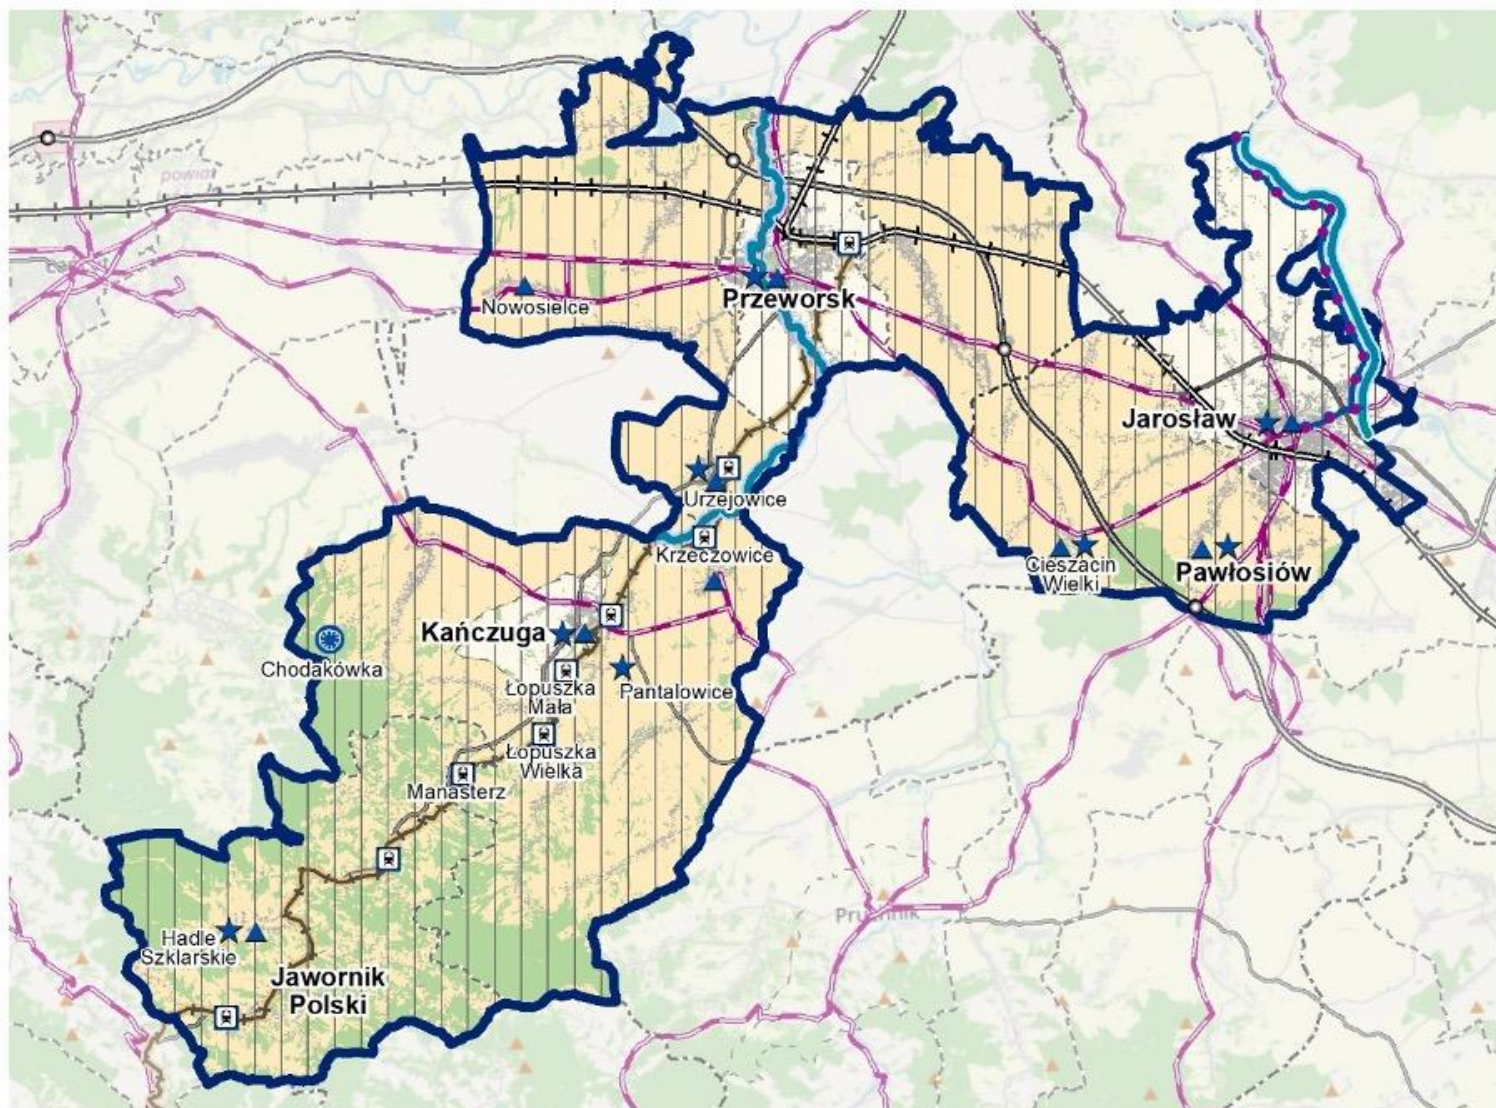 powiat
Nowosielce
Przeworsk
Jarosław
Urzejowice
Krzeczowice
Cieszacin
Wielki
Pawłosiów
Kańczuga
Chodakówka
Łopuszka
Mała
Pantalowice
Łopuszka
Wielka
Manasterz
Hadle
Szklarskie
Jawornik
Polski